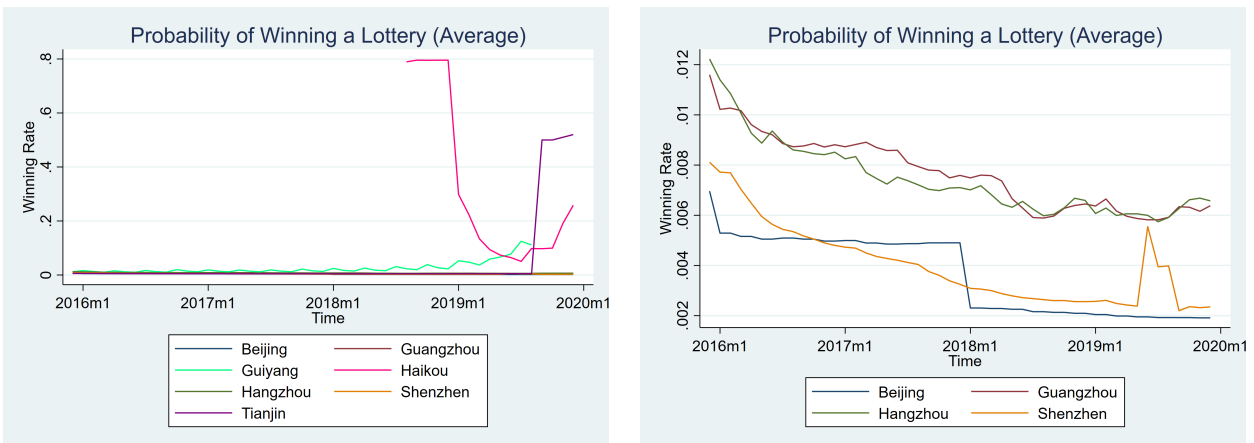 Probability of Winning a Lottery (Average)
Winning Rate
.8
.6
.4
.2
0
2016m1 2017m1 2018m1 2019m1 2020m1
Time
Beijing Guangzhou
Guiyang Haikou
Hangzhou Shenzhen
Tianjin
Probability of Winning a Lottery (Average)
Winning Rate
.012
.01
.008
.006
.004
.002
2016m1 2017m1 2018m1 2019m1 2020m1
Time
Beijing Guangzhou
Hangzhou Shenzhen